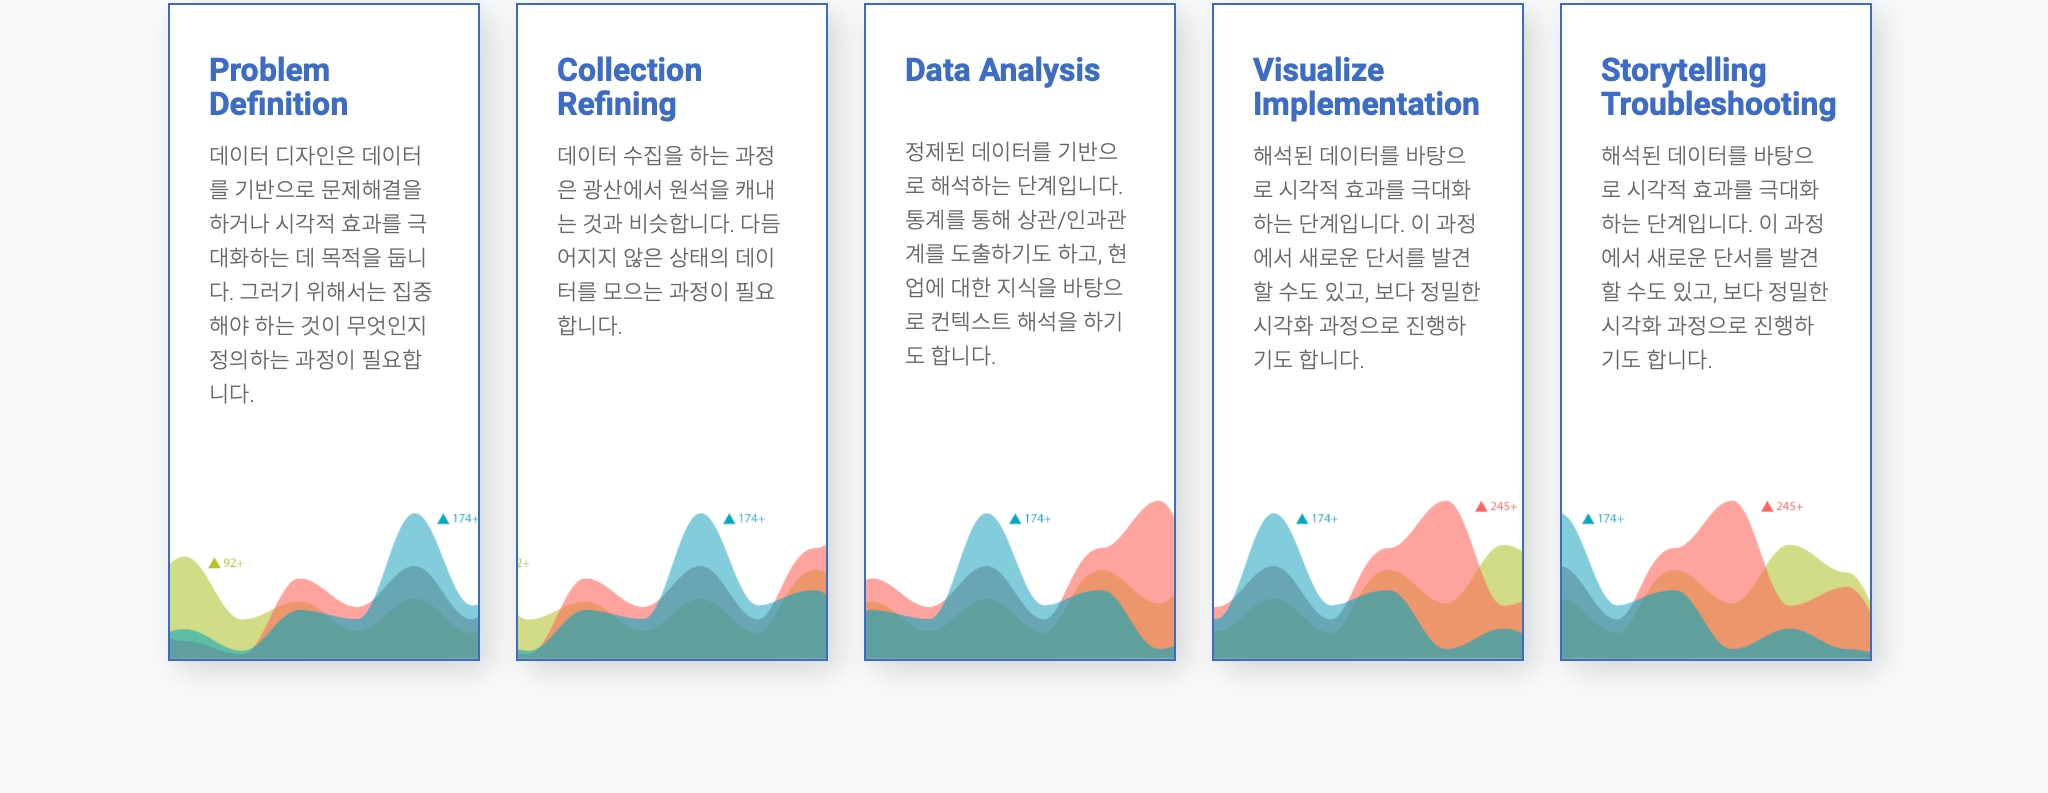 Problem
Definition
데이터 디자인은 데이터
를 기반으로 문제해결을
하거나 시각적 효과를 극
대화하는 데 목적을 둡니
다. 그러기 위해서는 집중
해야 하는 것이 무엇인지
정의하는 과정이 필요합
니다.
▲ 92+
▲ 174+
Collection
Refining
데이터 수집을 하는 과정
은 광산에서 원석을 캐내
는 것과 비슷합니다. 다듬
어지지 않은 상태의 데이
터를 모으는 과정이 필요
합니다.
2+
▲ 174+
Data Analysis
정제된 데이터를 기반으
로 해석하는 단계입니다.
통계를 통해 상관/인과관
계를 도출하기도 하고, 현
업에 대한 지식을 바탕으
로 컨텍스트 해석을 하기
도 합니다.
▲ 174+
Visualize
Implementation
해석된 데이터를 바탕으
로 시각적 효과를 극대화
하는 단계입니다. 이 과정
에서 새로운 단서를 발견
할 수도 있고, 보다 정밀한
시각화 과정으로 진행하
기도 합니다.
▲ 174+
▲ 245+
Storytelling
Troubleshooting
해석된 데이터를 바탕으
로 시각적 효과를 극대화
하는 단계입니다. 이 과정
에서 새로운 단서를 발견
할 수도 있고, 보다 정밀한
시각화 과정으로 진행하
기도 합니다.
▲ 174+
▲ 245+